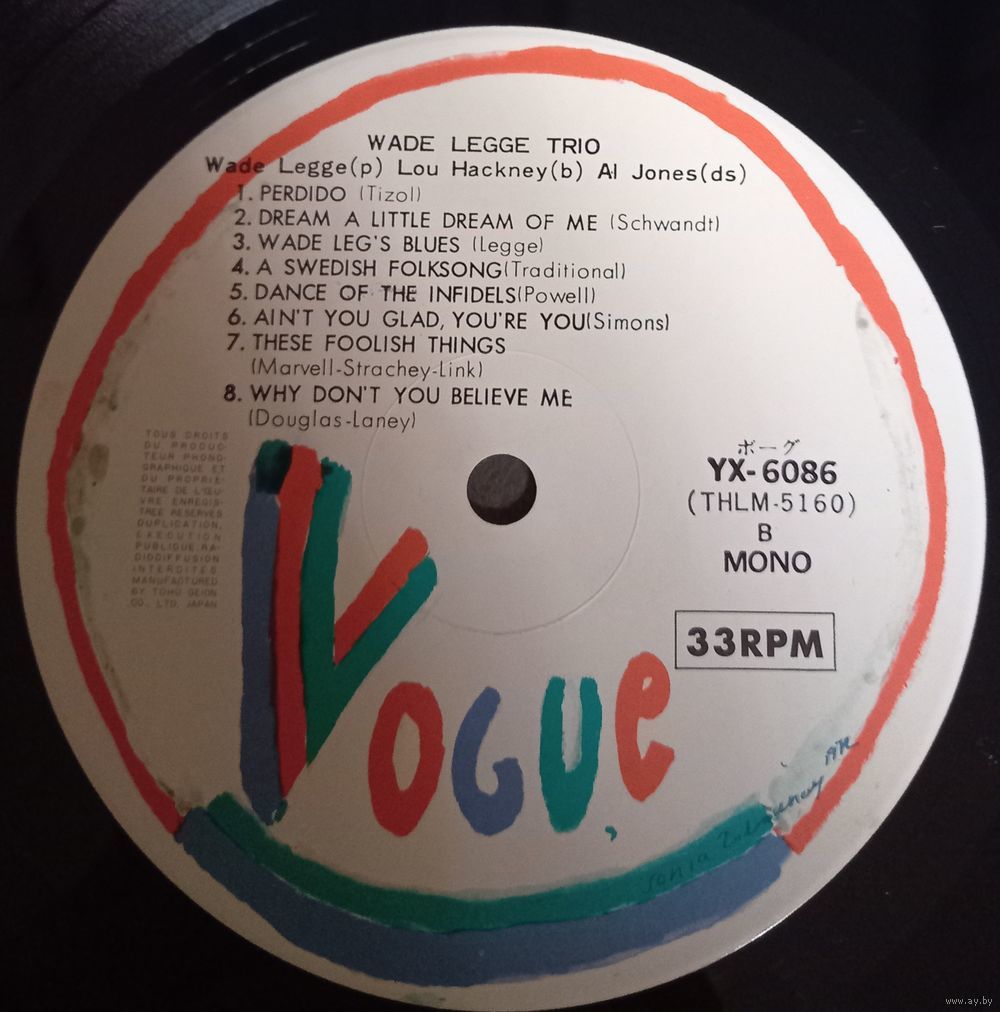 WADE LEGGE TRIO
Wade Legge(p) Lou Hackney(b) Al Jones(ds)
1. PERDIDO (Tizol)
2. DREAM A LITTLE DREAM OF ME (Schwandt)
3. WADE LEG'S BLUES (Legge)
4. A SWEDISH FOLKSONG(Traditional)
5. DANCE OF THE INFIDELS(Powell)
6. AIN'T YOU GLAD, YOU'RE YOU(Simons)
7. THESE FOOLISH THINGS
(Marvell-Strachey-Link)
8. WHY DON'T YOU BELIEVE ME
(Douglas-Laney)
TOUS DROITS
DU PRODUC-
TEUR PHONO-
GRAPHIQUE ET
DU PROPRIE-
TAIRE DE L'ŒU-
VRE ENREGIS-
TREE RESERVES
DUPLICATION,
EXECUTION
PUBLIQUE, RA-
DIODIFFUSION
INTERDITES.
MANUFACTURED
BY TOHO GEION
CO., LTD, JAPAN
ボーグ
YX-6086
(THLM-5160)
B
MONO
33RPM
VOGUE
sonia
www.ay.by